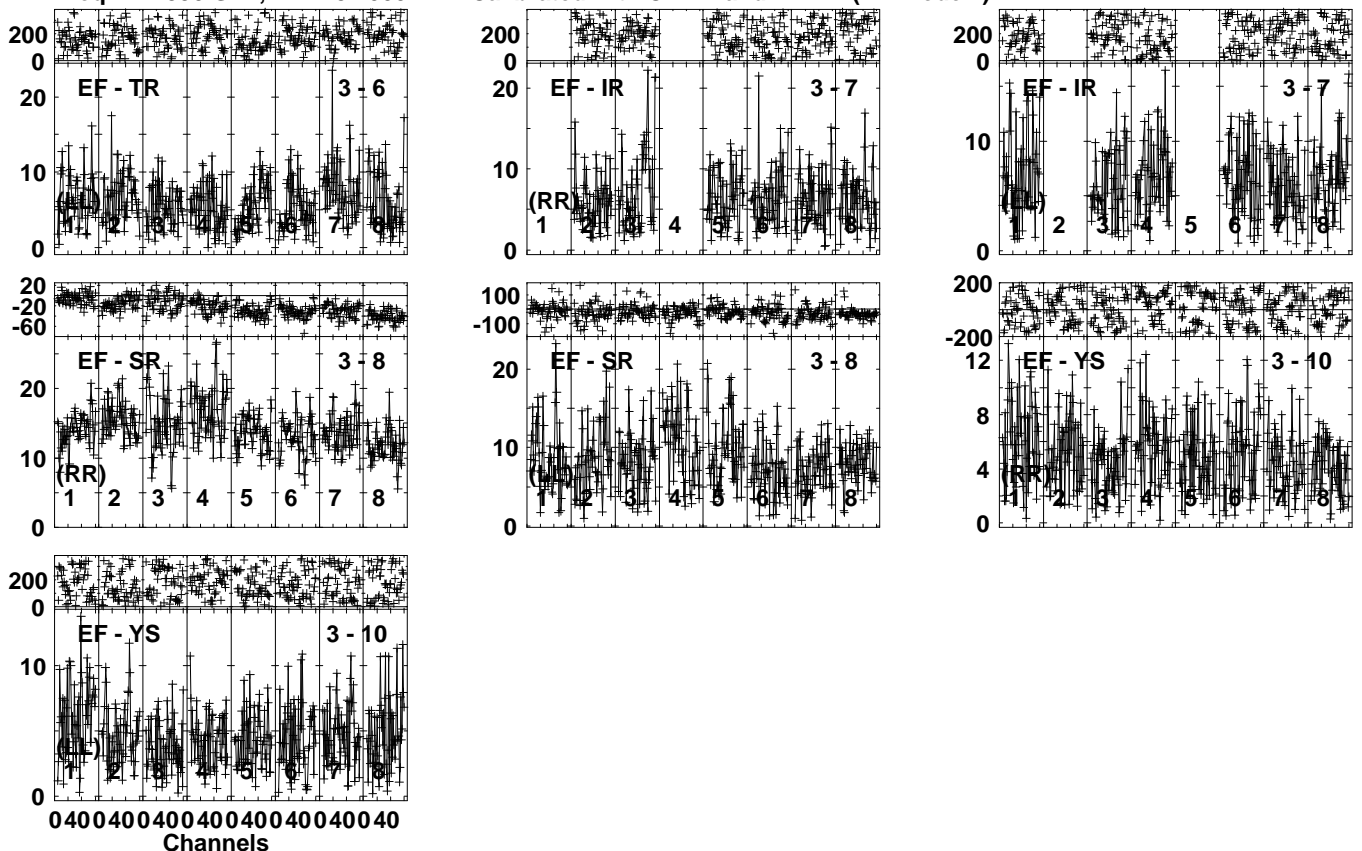 200
0
EF - TR 3 - 6
20
10
0
(LL)
1 2 3 4 5 6 7 8
200
0
EF - IR 3 - 7
20
10
0
(RR)
1 2 3 4 5 6 7 8
200
0
EF - IR 3 - 7
10
0
(LL)
1 2 3 4 5 6 7 8
20
-20
-60
EF - SR 3 - 8
20
10
0
(RR)
1 2 3 4 5 6 7 8
100
-100
EF - SR 3 - 8
20
10
0
(LL)
1 2 3 4 5 6 7 8
200
-200
EF - YS 3 - 10
12
8
4
0
(RR)
1 2 3 4 5 6 7 8
200
0
EF - YS 3 - 10
10
0
(LL)
1 2 3 4 5 6 7 8
0 40 0 40 0 40 0 40 0 40 0 40 0 40 0 40
Channels